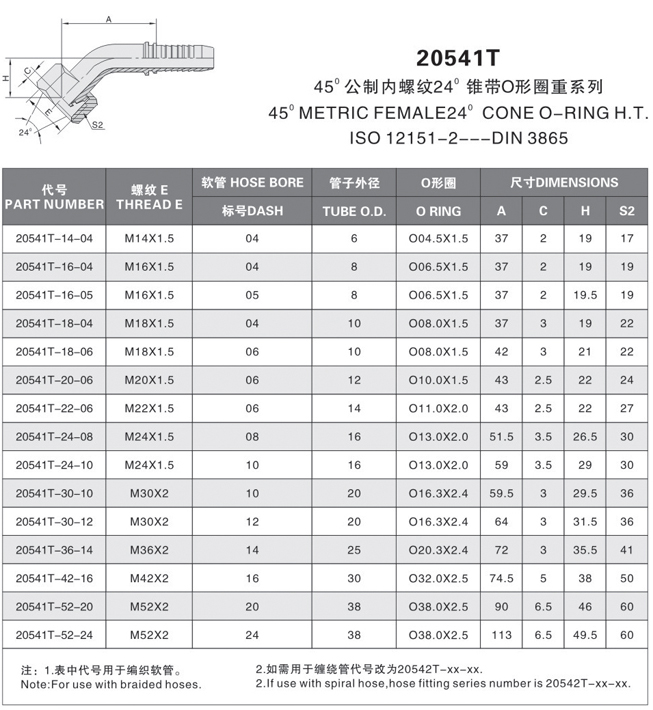 A
H
C
E
24°
S2
20541T
45° 公制内螺纹24° 锥带O形圈重系列
45° METRIC FEMALE24° CONE O-RING H.T.
ISO 12151-2---DIN 3865
代号 螺纹 E 软管 HOSE BORE 管子外径 O形圈 尺寸DIMENSIONS
PART NUMBER THREAD E 标号DASH TUBE O.D. O RING A C H S2
20541T-14-04 M14X1.5 04 6 O04.5X1.5 37 2 19 17
20541T-16-04 M16X1.5 04 8 O06.5X1.5 37 2 19 19
20541T-16-05 M16X1.5 05 8 O06.5X1.5 37 2 19.5 19
20541T-18-04 M18X1.5 04 10 O08.0X1.5 37 3 19 22
20541T-18-06 M18X1.5 06 10 O08.0X1.5 42 3 21 22
20541T-20-06 M20X1.5 06 12 O10.0X1.5 43 2.5 22 24
20541T-22-06 M22X1.5 06 14 O11.0X2.0 43 2.5 22 27
20541T-24-08 M24X1.5 08 16 O13.0X2.0 51.5 3.5 26.5 30
20541T-24-10 M24X1.5 10 16 O13.0X2.0 59 3.5 29 30
20541T-30-10 M30X2 10 20 O16.3X2.4 59.5 3 29.5 36
20541T-30-12 M30X2 12 20 O16.3X2.4 64 3 31.5 36
20541T-36-14 M36X2 14 25 O20.3X2.4 72 3 35.5 41
20541T-42-16 M42X2 16 30 O32.0X2.5 74.5 5 38 50
20541T-52-20 M52X2 20 38 O38.0X2.5 90 6.5 46 60
20541T-52-24 M52X2 24 38 O38.0X2.5 113 6.5 49.5 60
注：1.表中代号用于编织软管。 2.如需用于缠绕管代号改为20542T-xx-xx.
Note:For use with braided hoses. 2.If use with spiral hose,hose fitting series number is 20542T-xx-xx.